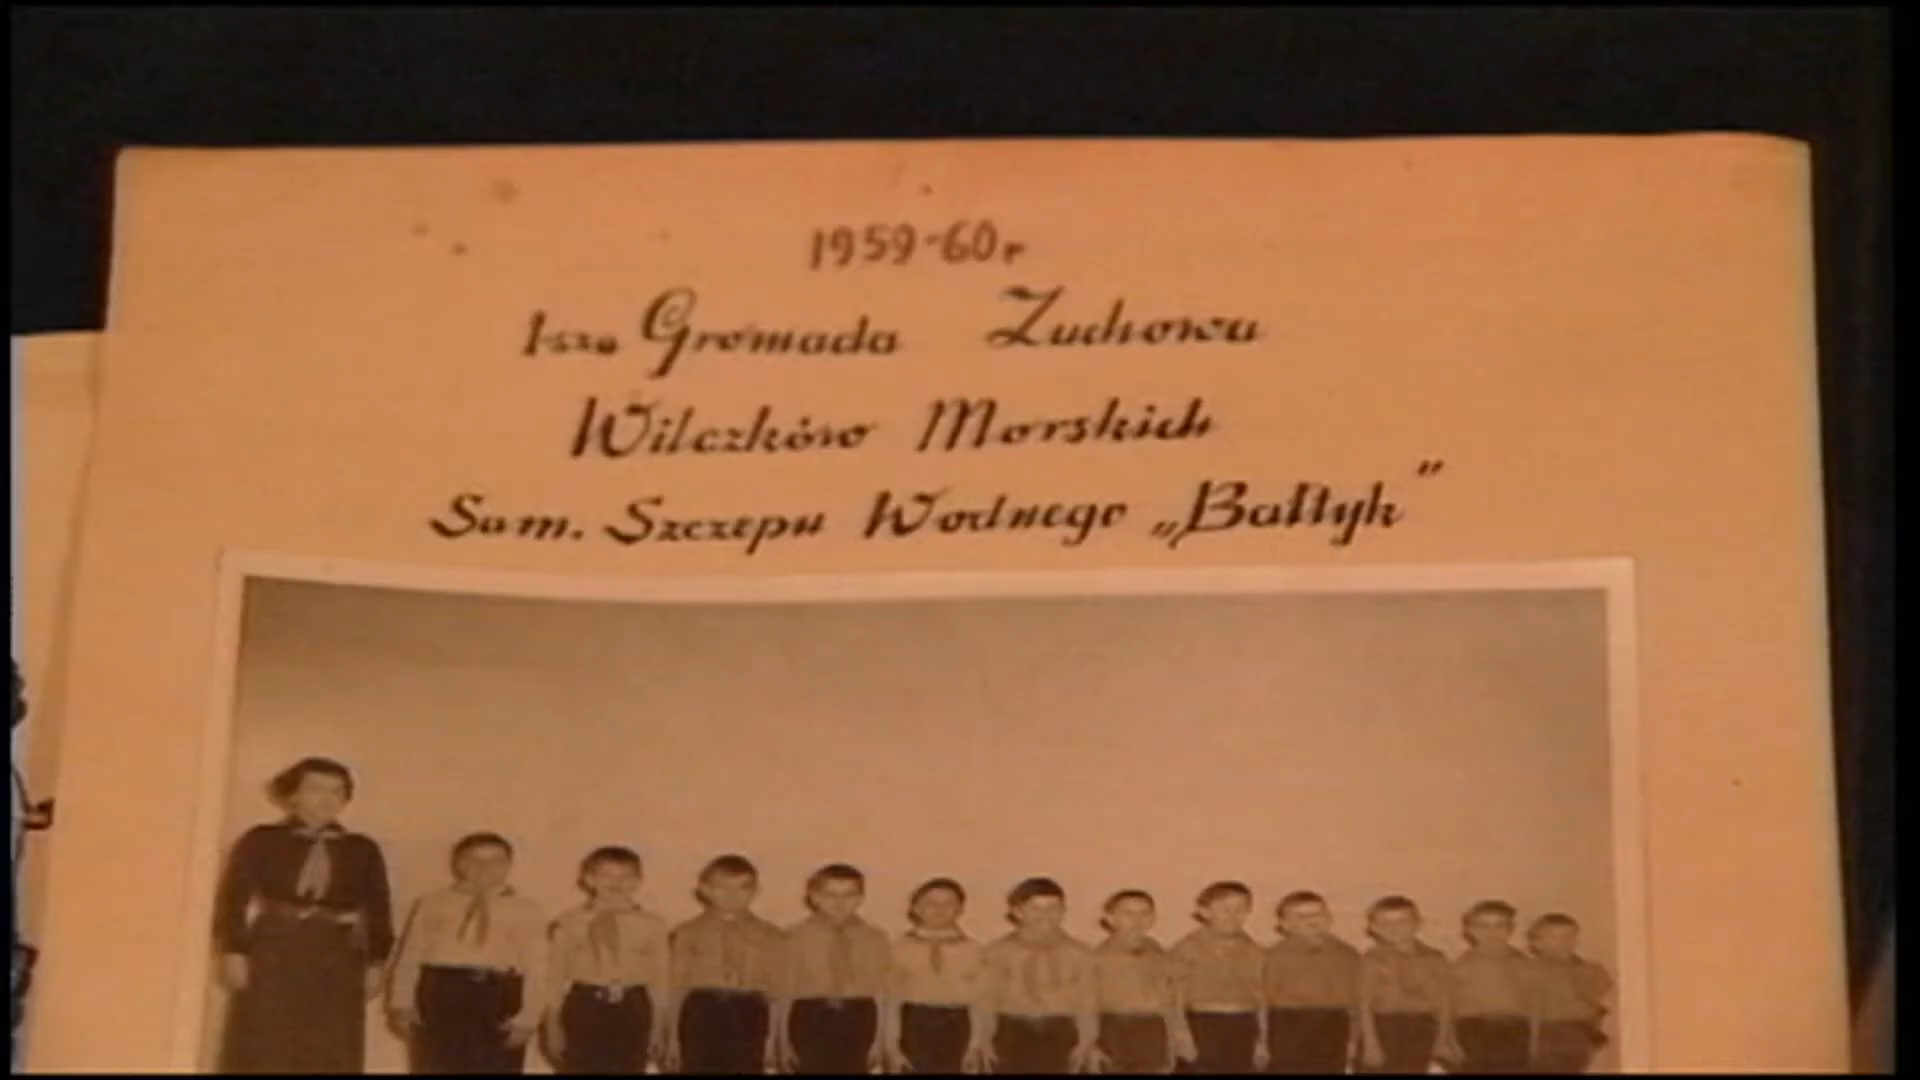 1959-60r
1sza Gromada Zuchowa
Wilczków Morskich
Sam. Szczepu Wodnego „Bałtyk”